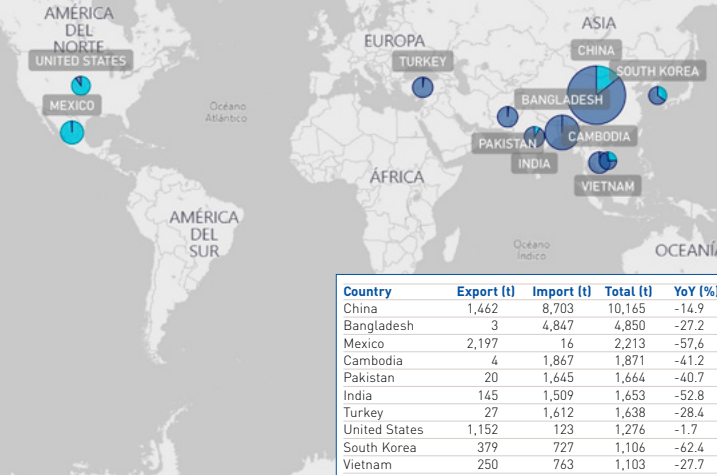 AMÉRICA
DEL
NORTE
UNITED STATES
MEXICO
Océano
Atlántico
AMÉRICA
DEL
SUR
EUROPA
TURKEY
ÁFRICA
ASIA
CHINA
SOUTH KOREA
BANGLADESH
PAKISTAN
CAMBODIA
INDIA
VIETNAM
Océano
Índico
OCEANÍA
Country Export (t) Import (t) Total (t) YoY (%)
China 1,462 8,703 10,165 -14.9
Bangladesh 3 4,847 4,850 -27.2
Mexico 2,197 16 2,213 -57,6
Cambodia 4 1,867 1,871 -41.2
Pakistan 20 1,645 1,664 -40.7
India 145 1,509 1,653 -52.8
Turkey 27 1,612 1,638 -28.4
United States 1,152 123 1,276 -1.7
South Korea 379 727 1,106 -62.4
Vietnam 250 763 1,103 -27.7